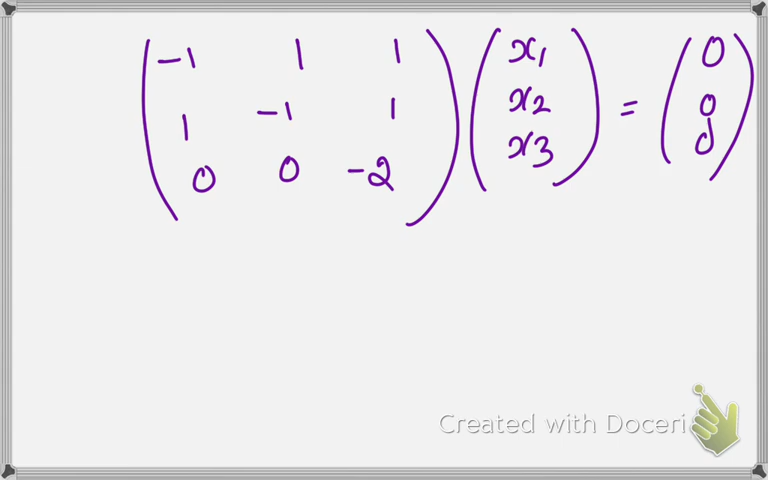 ( -1 1 1 ) ( x1 ) = ( 0 )
( 1 -1 1 ) ( x2 ) ( 0 )
( 0 0 -2 ) ( x3 ) ( 0 )
Created with Doceri